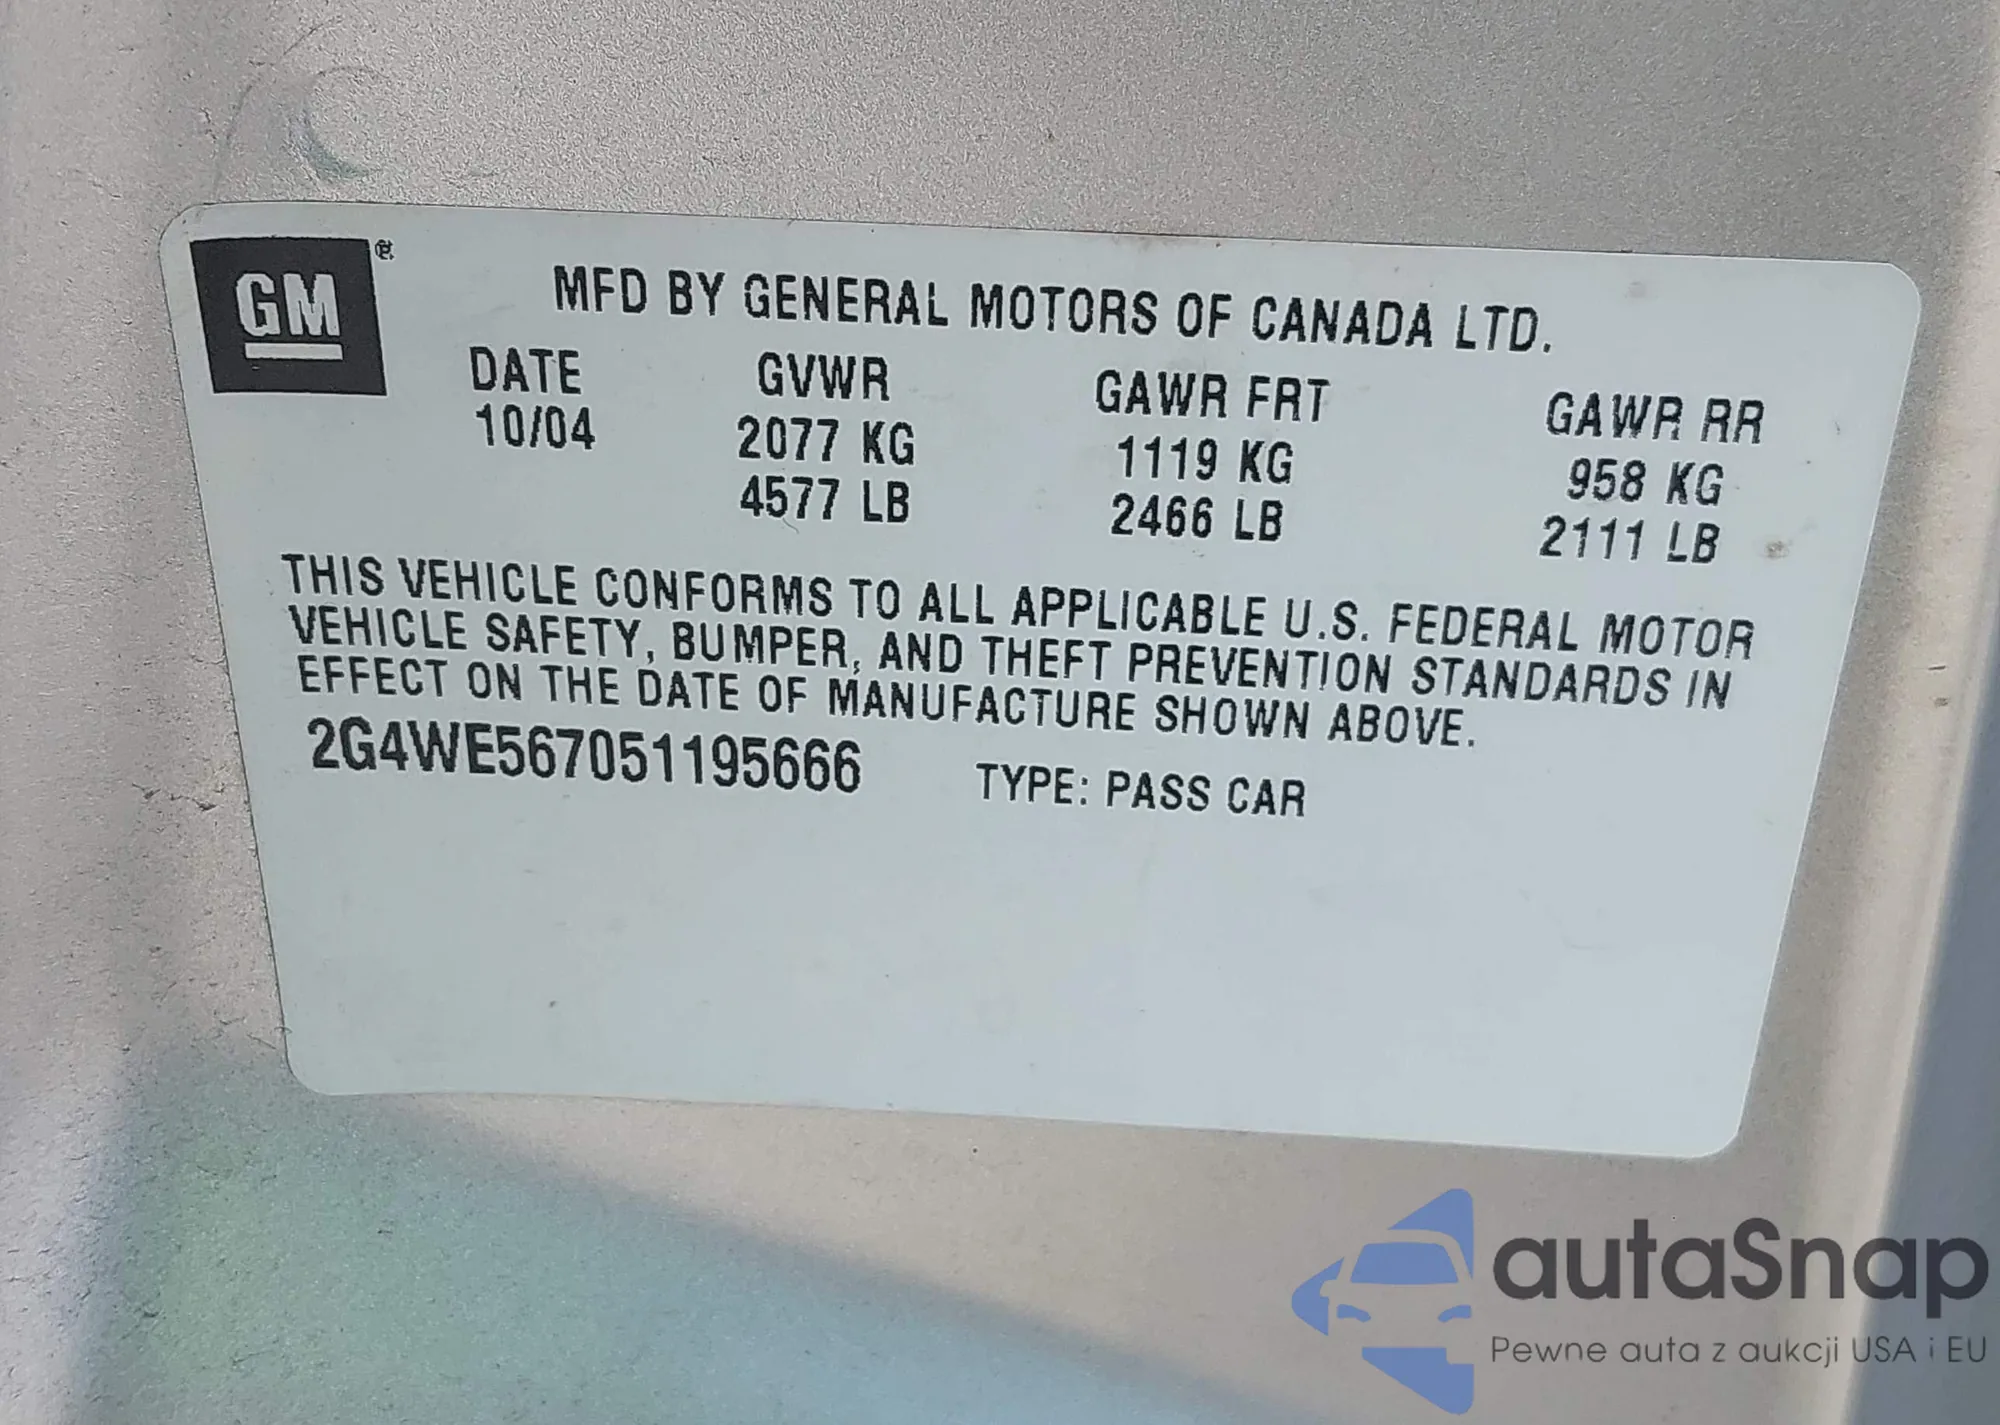 GM®
MFD BY GENERAL MOTORS OF CANADA LTD.
DATE GVWR GAWR FRT GAWR RR
10/04 2077 KG 1119 KG 958 KG
4577 LB 2466 LB 2111 LB
THIS VEHICLE CONFORMS TO ALL APPLICABLE U.S. FEDERAL MOTOR
VEHICLE SAFETY, BUMPER, AND THEFT PREVENTION STANDARDS IN
EFFECT ON THE DATE OF MANUFACTURE SHOWN ABOVE.
2G4WE567051195666 TYPE: PASS CAR
autaSnap
Pewne auta z aukcji USA i EU